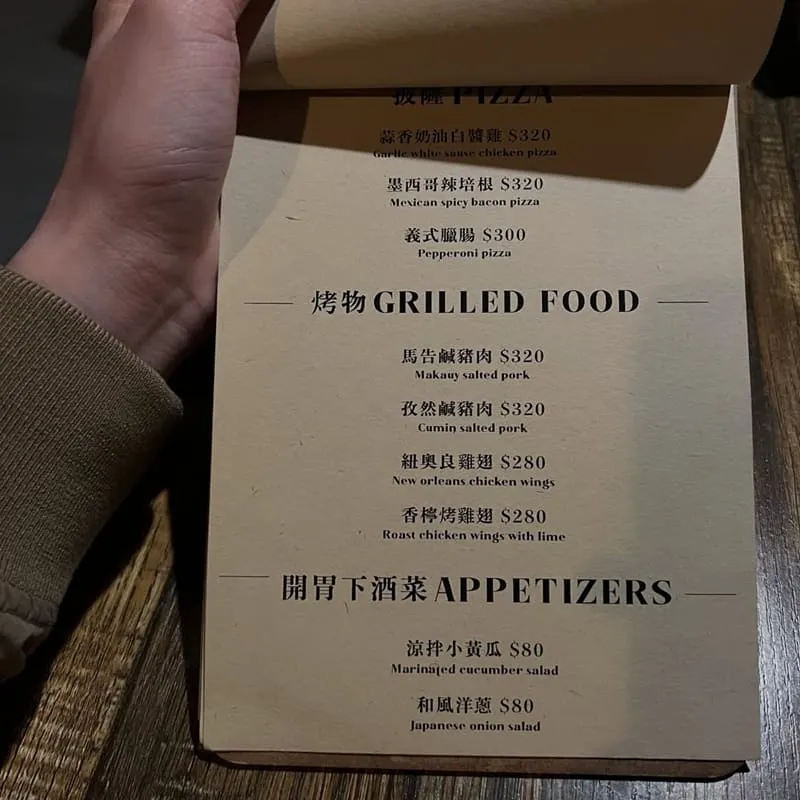 披薩 PIZZA
蒜香奶油白醬雞 $320
Garlic white sause chicken pizza
墨西哥辣培根 $320
Mexican spicy bacon pizza
義式臘腸 $300
Pepperoni pizza
烤物 GRILLED FOOD
馬告鹹豬肉 $320
Makauy salted pork
孜然鹹豬肉 $320
Cumin salted pork
紐奧良雞翅 $280
New orleans chicken wings
香檸烤雞翅 $280
Roast chicken wings with lime
開胃下酒菜 APPETIZERS
涼拌小黃瓜 $80
Marinated cucumber salad
和風洋蔥 $80
Japanese onion salad